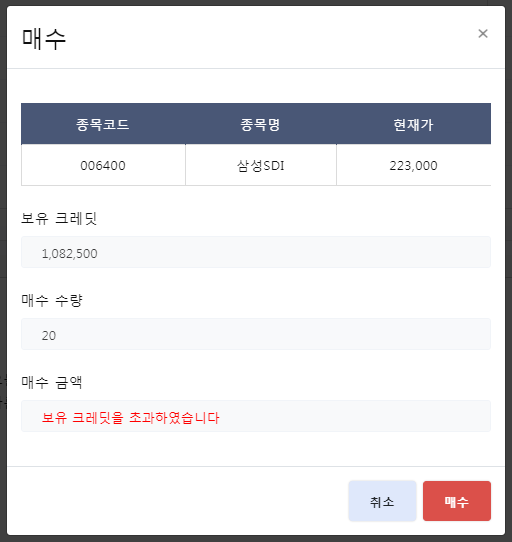 매수
×
종목코드 종목명 현재가
006400 삼성SDI 223,000
보유 크레딧
1,082,500
매수 수량
20
매수 금액
보유 크레딧을 초과하였습니다
취소 매수